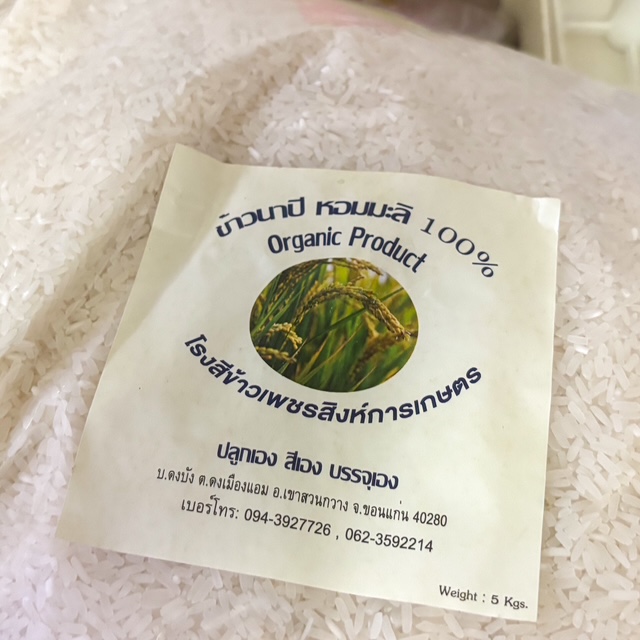 ข้าวนาปี หอมมะลิ 100%
Organic Product
โรงสีข้าวเพชรสิงห์การเกษตร
ปลูกเอง สีเอง บรรจุเอง
บ.ดงบัง ต.ดงเมืองแอม อ.เขาสวนกวาง จ.ขอนแก่น 40280
เบอร์โทร: 094-3927726 , 062-3592214
Weight : 5 Kgs.